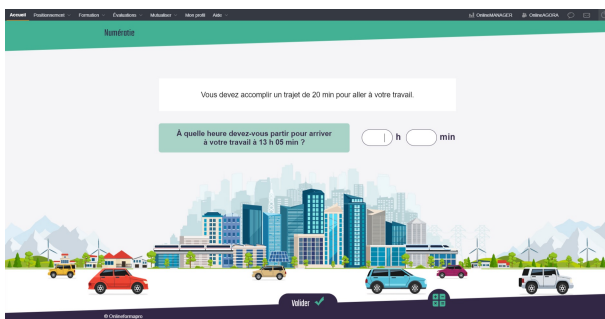 Accueil Positionnement Formation Évaluations Mutualiser Mon profil Aide OnlineMANAGER OnlineAGORA
Numératie
Vous devez accomplir un trajet de 20 min pour aller à votre travail.
À quelle heure devez-vous partir pour arriver
à votre travail à 13 h 05 min ?
h min
Valider
© Onlineformapro